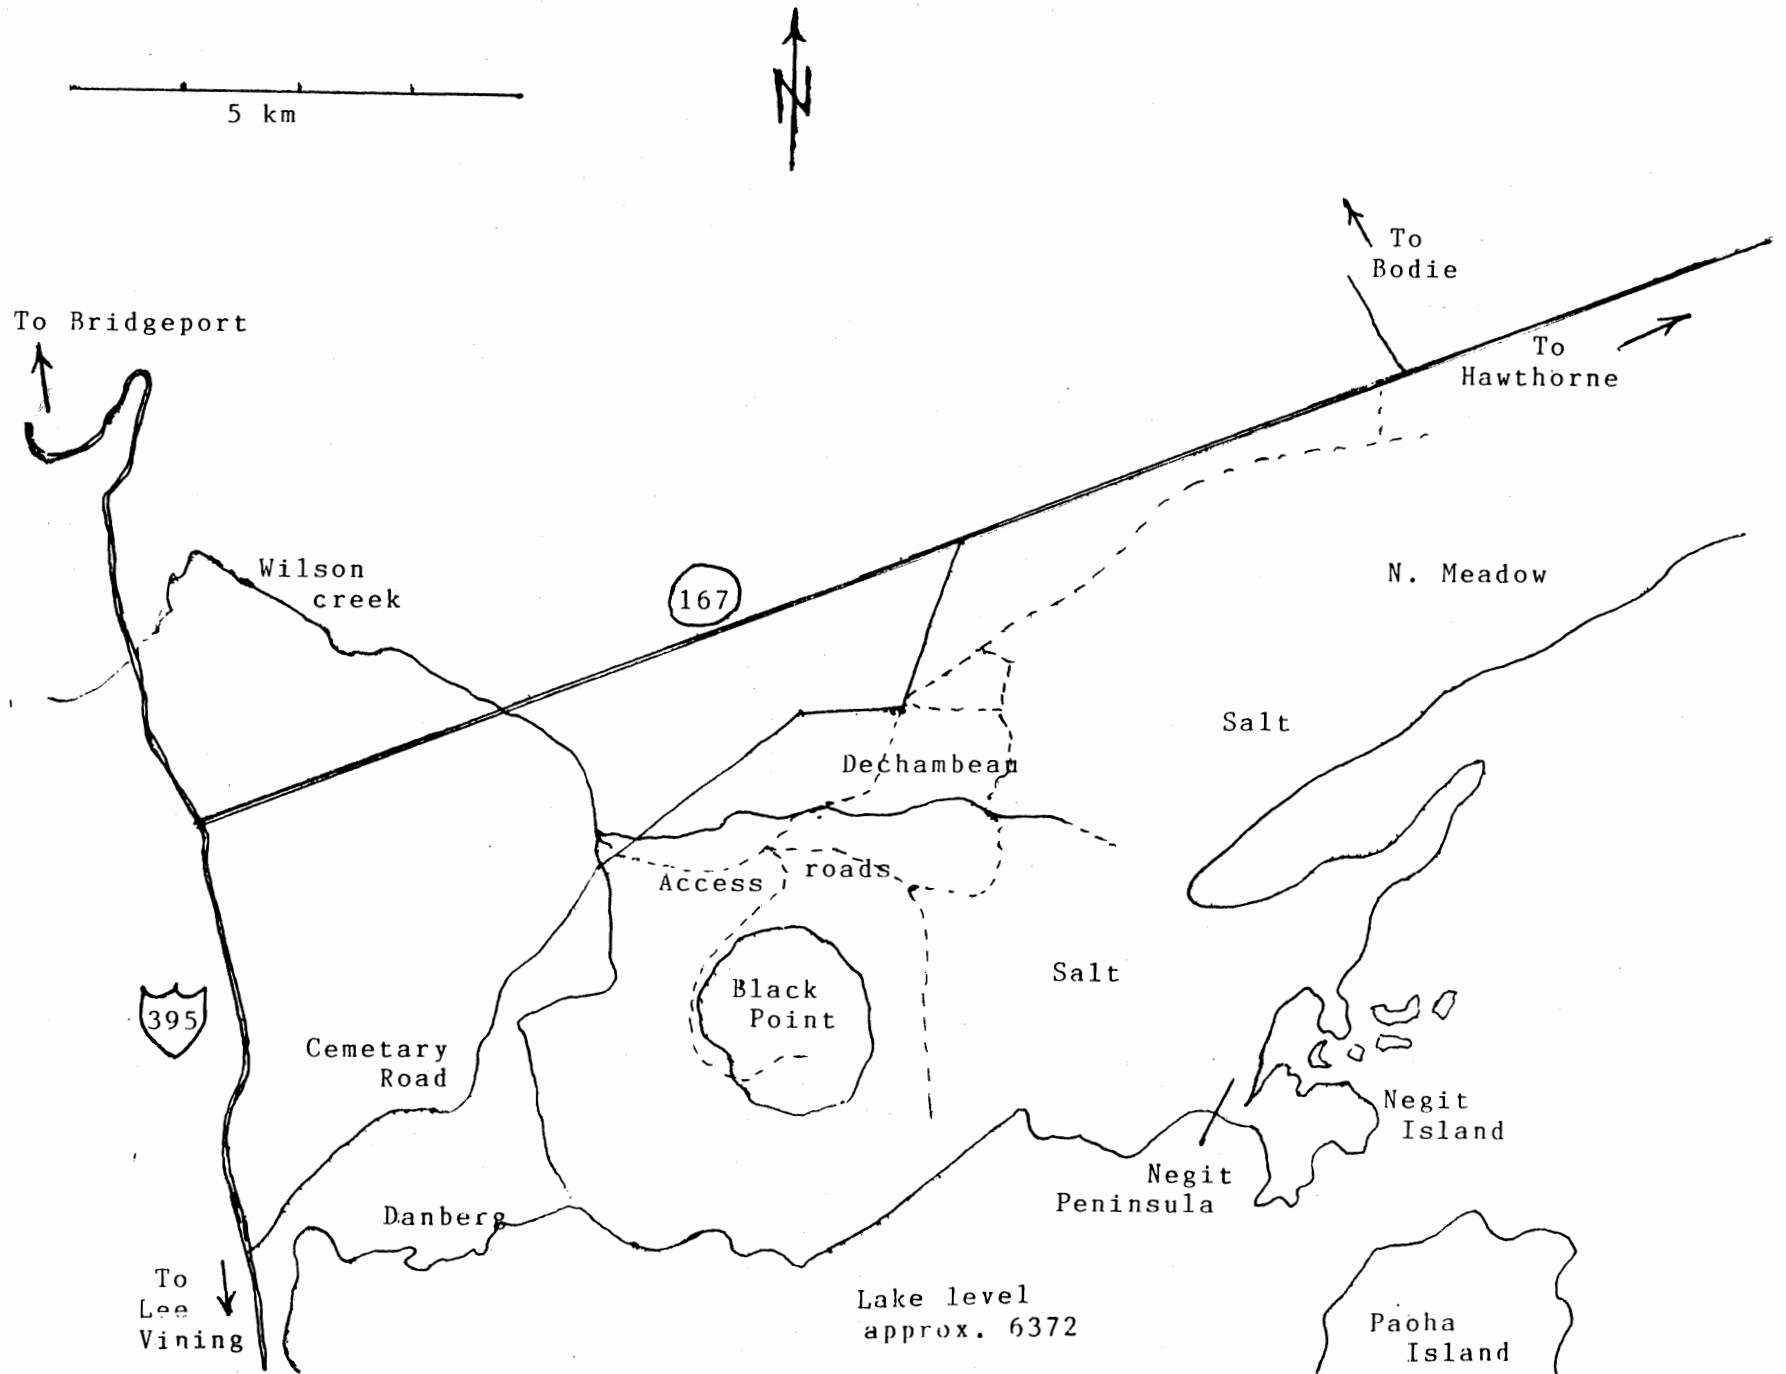 N
5 km
To
Bodie
To Bridgeport
To
Hawthorne
Wilson
creek
167
N. Meadow
Salt
Dechambeau
Access roads
Salt
Black
Point
395
Cemetary
Road
Negit
Island
Negit
Peninsula
Danberg
To
Lee
Vining
Lake level
approx. 6372
Paoha
Island